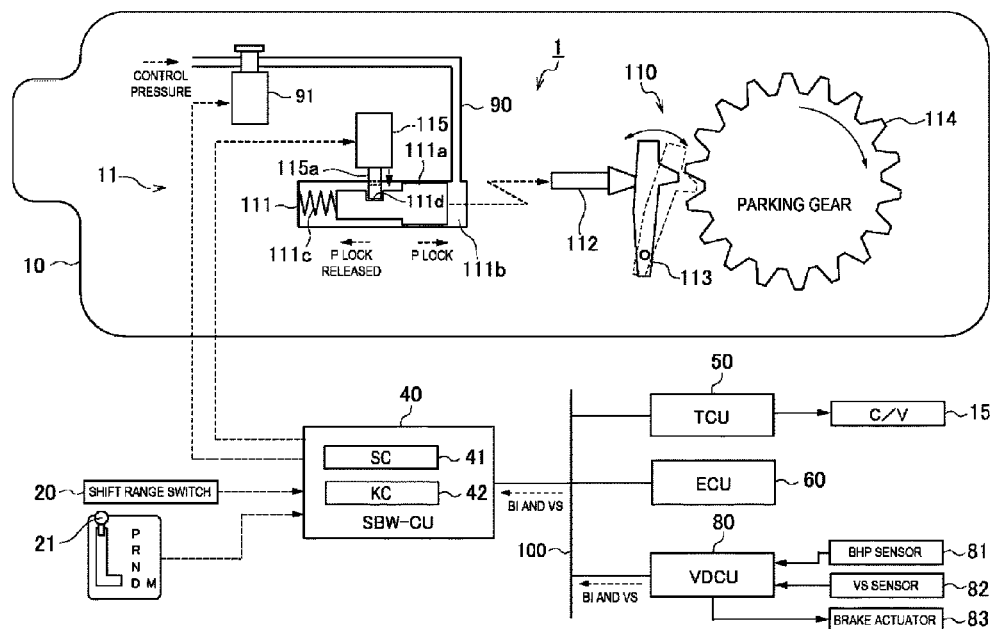 1
CONTROL
PRESSURE
91
90
110
114
115
115a
111a
11
111
111d
111c
P LOCK
RELEASED
P LOCK
111b
112
113
PARKING GEAR
10
40
50
TCU
C/V
15
SC
41
20
SHIFT RANGE SWITCH
KC
42
ECU
60
SBW-CU
BI AND VS
21
P
R
N
D M
80
100
VDCU
BHP SENSOR
81
BI AND VS
VS SENSOR
82
BRAKE ACTUATOR
83